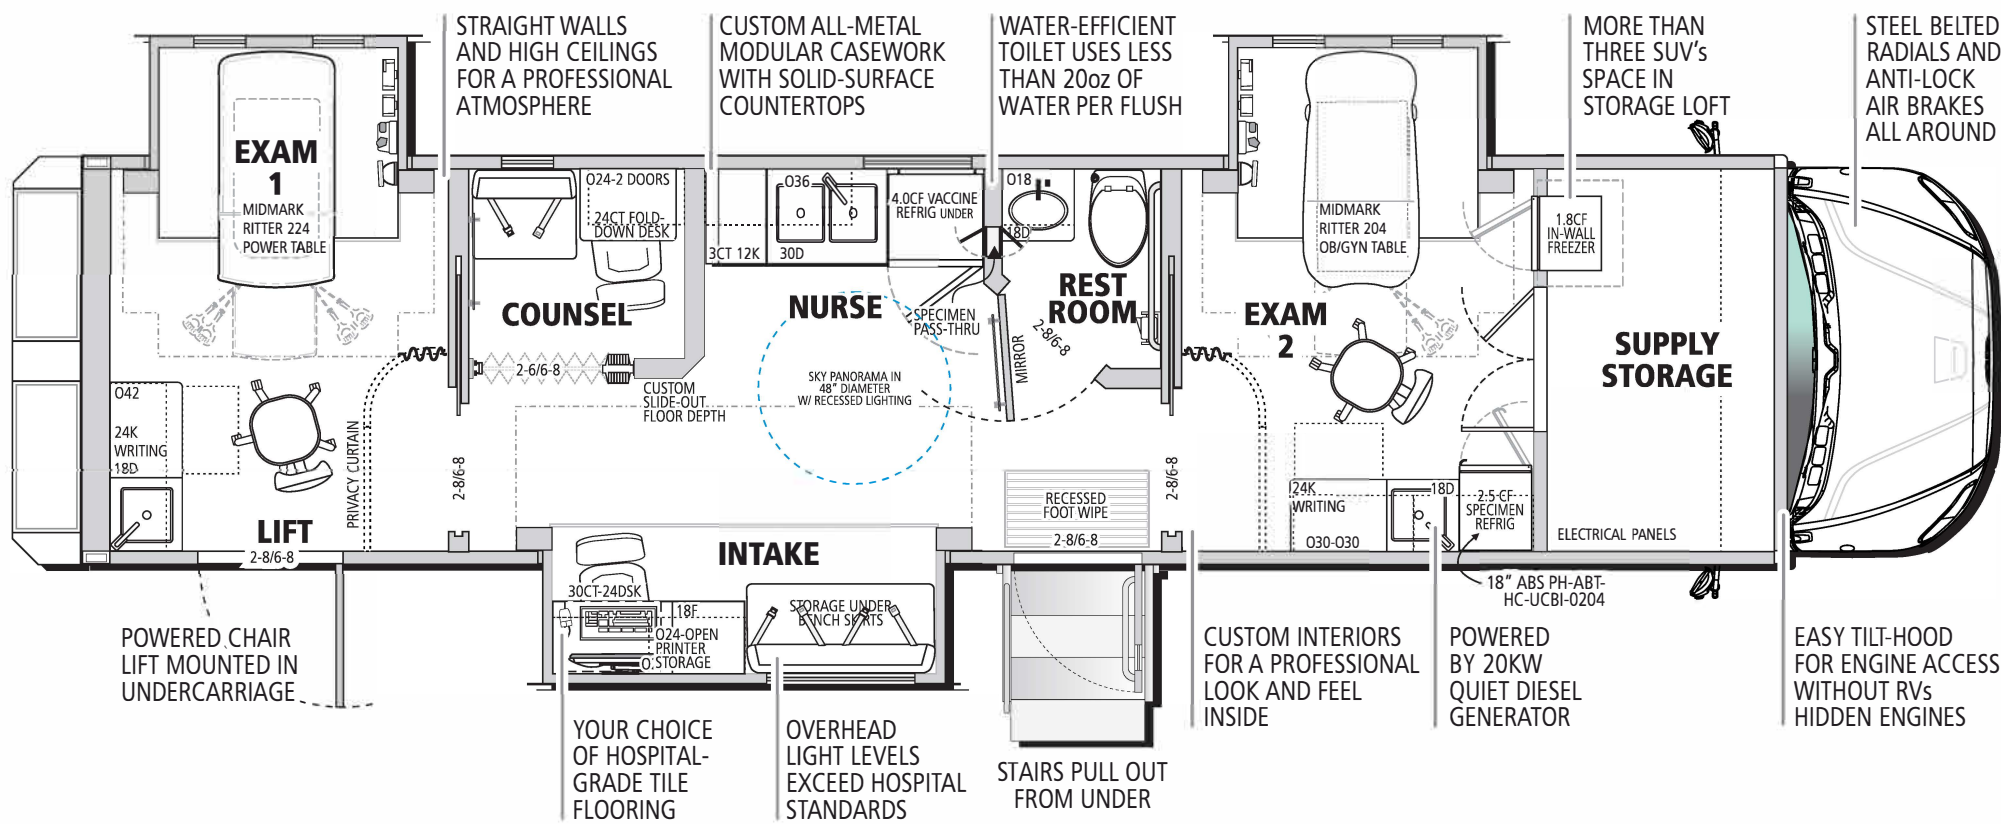 STRAIGHT WALLS
AND HIGH CEILINGS
FOR A PROFESSIONAL
ATMOSPHERE
CUSTOM ALL-METAL
MODULAR CASEWORK
WITH SOLID-SURFACE
COUNTERTOPS
WATER-EFFICIENT
TOILET USES LESS
THAN 20oz OF
WATER PER FLUSH
MORE THAN
THREE SUV's
SPACE IN
STORAGE LOFT
STEEL BELTED
RADIALS AND
ANTI-LOCK
AIR BRAKES
ALL AROUND
EXAM
1
MIDMARK
RITTER 224
POWER TABLE
O42
24K
WRITING
18D
LIFT
2-8/6-8
PRIVACY CURTAIN
2-8/6-8
O24-2 DOORS
24CT FOLD-
DOWN DESK
COUNSEL
2-6/6-8
CUSTOM
SLIDE-OUT
FLOOR DEPTH
3CT 12K
O36
30D
4.0CF VACCINE
REFRIG UNDER
NURSE
SPECIMEN
PASS-THRU
SKY PANORAMA IN
48" DIAMETER
W/ RECESSED LIGHTING
O18
18D
REST
ROOM
2-8/6-8
MIRROR
RECESSED
FOOT WIPE
2-8/6-8
2-8/6-8
MIDMARK
RITTER 204
OB/GYN TABLE
EXAM
2
1.8CF
IN-WALL
FREEZER
SUPPLY
STORAGE
24K
WRITING
O30-O30
18D
2.5 CF
SPECIMEN
REFRIG
ELECTRICAL PANELS
18" ABS PH-ABT-
HC-UCBI-0204
INTAKE
30CT-24DSK
18F
O24-OPEN
PRINTER
STORAGE
STORAGE UNDER
BENCH SEATS
POWERED CHAIR
LIFT MOUNTED IN
UNDERCARRIAGE
YOUR CHOICE
OF HOSPITAL-
GRADE TILE
FLOORING
OVERHEAD
LIGHT LEVELS
EXCEED HOSPITAL
STANDARDS
STAIRS PULL OUT
FROM UNDER
CUSTOM INTERIORS
FOR A PROFESSIONAL
LOOK AND FEEL
INSIDE
POWERED
BY 20KW
QUIET DIESEL
GENERATOR
EASY TILT-HOOD
FOR ENGINE ACCESS
WITHOUT RVs
HIDDEN ENGINES